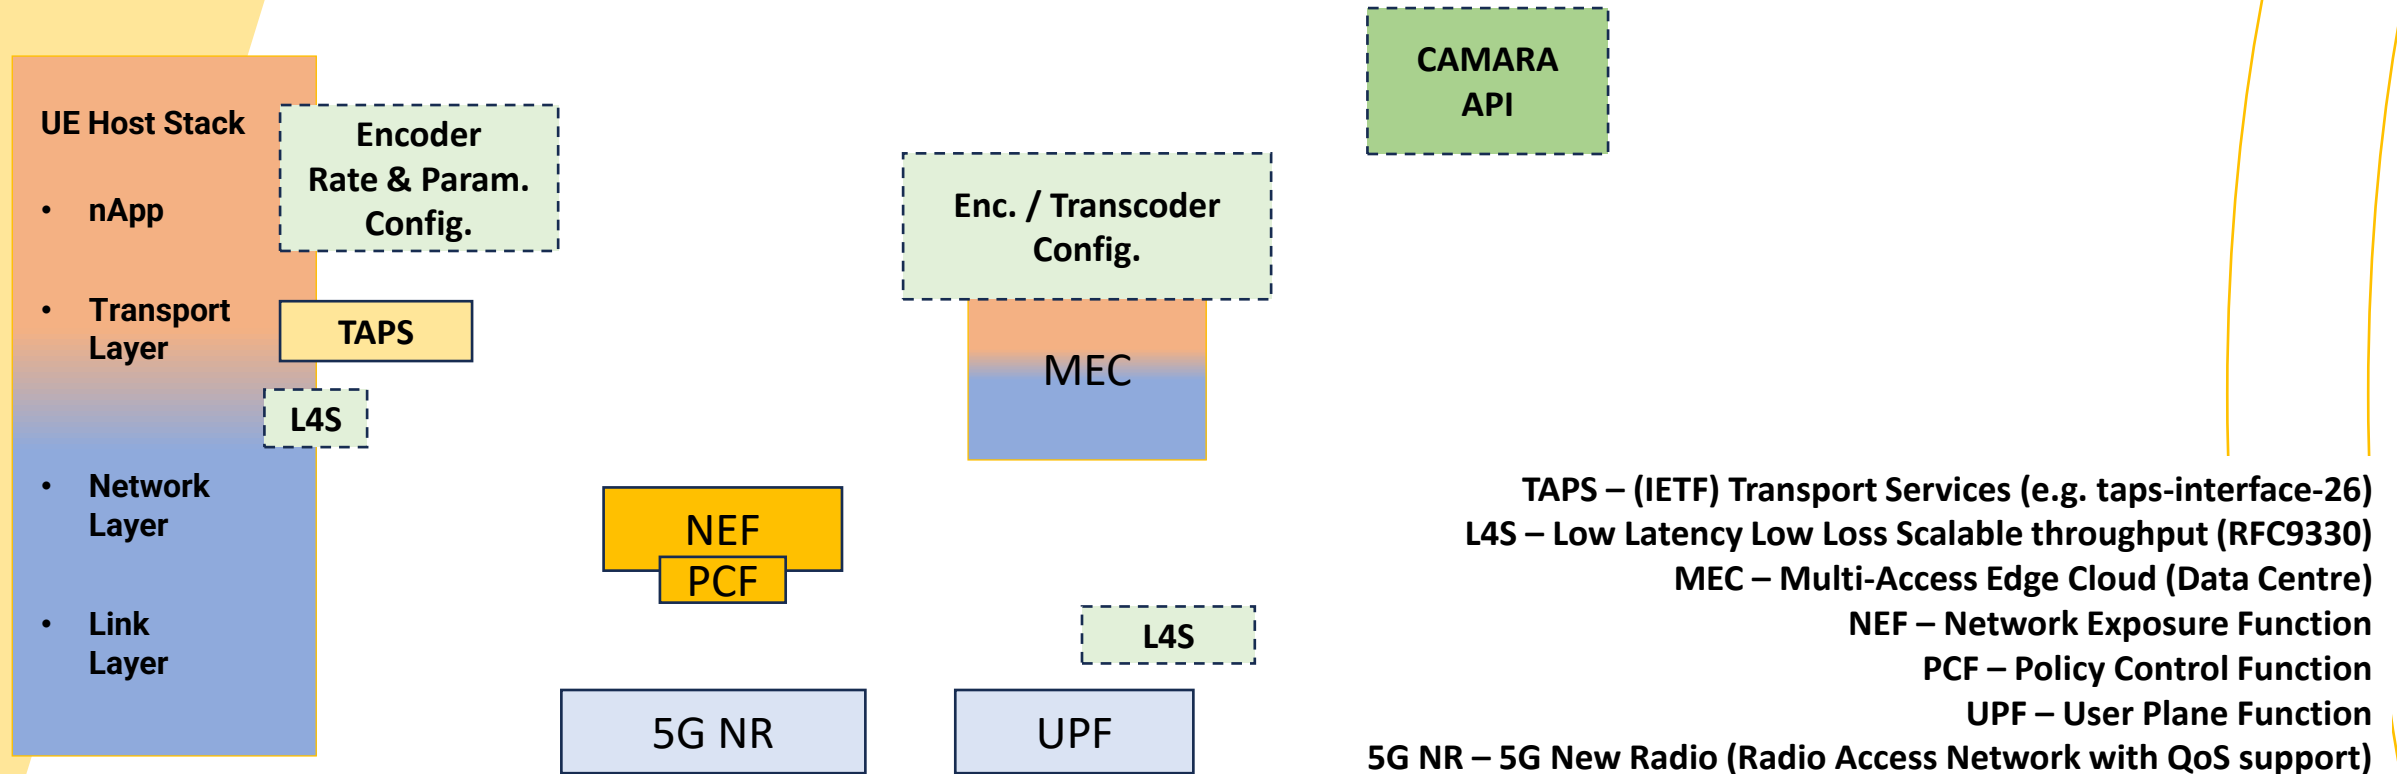 UE Host Stack
• nApp
• Transport
Layer
• Network
Layer
• Link
Layer
Encoder
Rate & Param.
Config.
TAPS
L4S
Enc. / Transcoder
Config.
MEC
CAMARA
API
NEF
PCF
L4S
5G NR
UPF
TAPS – (IETF) Transport Services (e.g. taps-interface-26)
L4S – Low Latency Low Loss Scalable throughput (RFC9330)
MEC – Multi-Access Edge Cloud (Data Centre)
NEF – Network Exposure Function
PCF – Policy Control Function
UPF – User Plane Function
5G NR – 5G New Radio (Radio Access Network with QoS support)